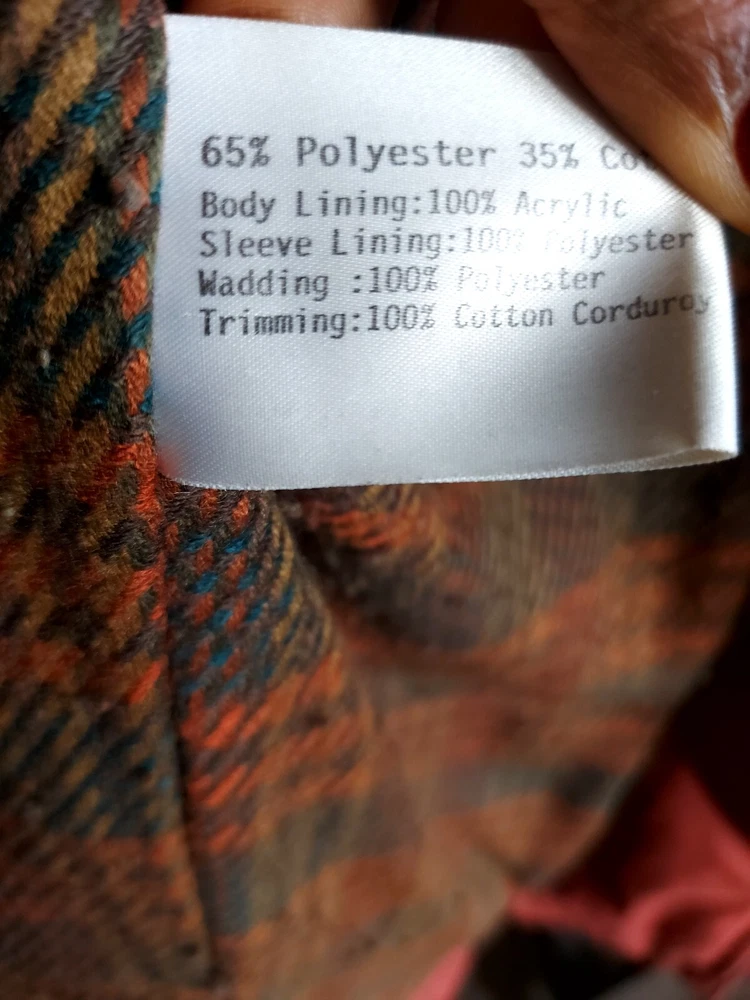 65% Polyester 35% Co
Body Lining:100% Acrylic
Sleeve Lining:100% Polyester
Wadding :100% Polyester
Trimming:100% Cotton Corduroy